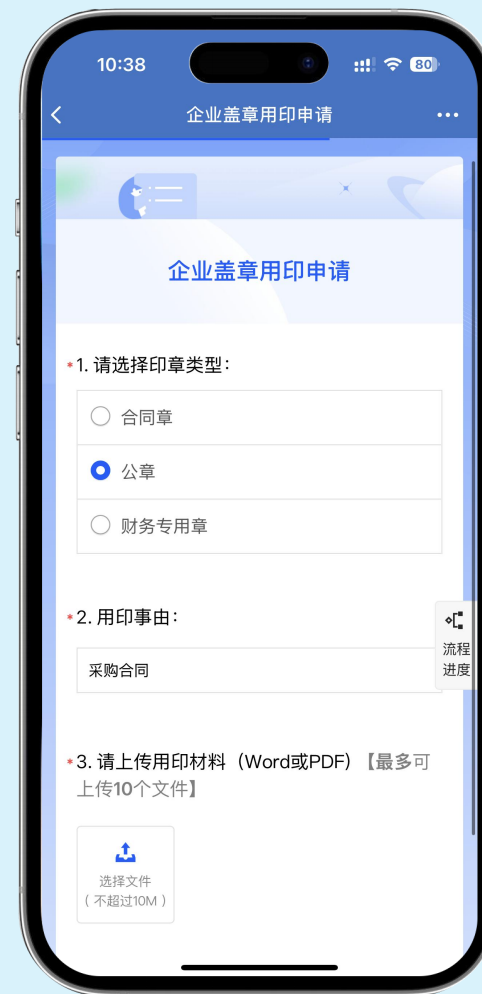 10:38
80
企业盖章用印申请
企业盖章用印申请
*1. 请选择印章类型：
合同章
公章
财务专用章
*2. 用印事由：
采购合同
流程
进度
*3. 请上传用印材料（Word或PDF）【最多可
上传10个文件】
选择文件
（不超过10M）